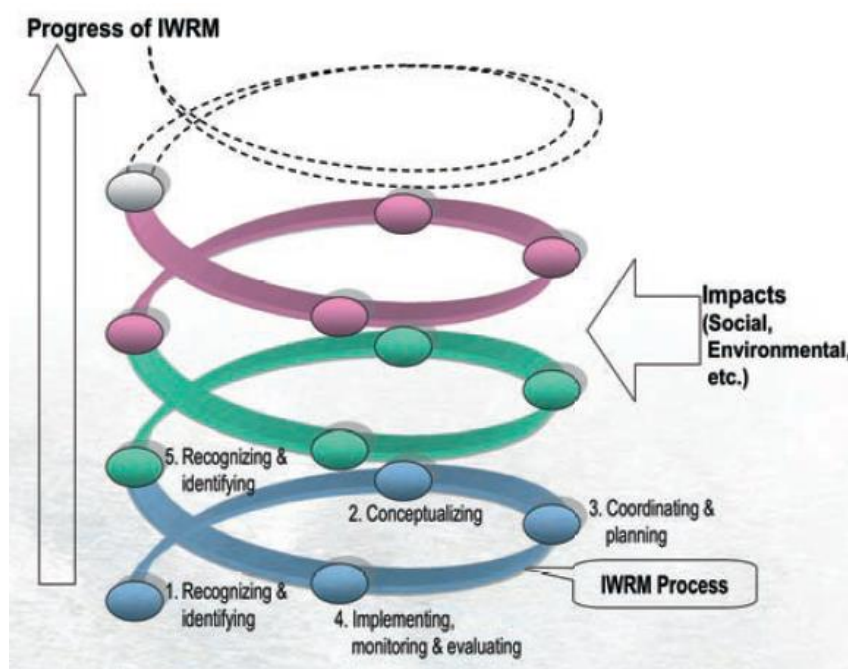 Progress of IWRM
Impacts
(Social,
Environmental,
etc.)
5. Recognizing &
identifying
2. Conceptualizing
3. Coordinating &
planning
1. Recognizing &
identifying
4. Implementing,
monitoring & evaluating
IWRM Process